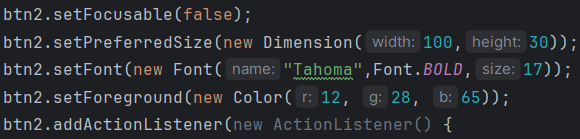 btn2.setFocusable(false);
btn2.setPreferredSize(new Dimension( width: 100, height: 30));
btn2.setFont(new Font( name: "Tahoma",Font.BOLD, size: 17));
btn2.setForeground(new Color( r: 12, g: 28, b: 65));
btn2.addActionListener(new ActionListener() {